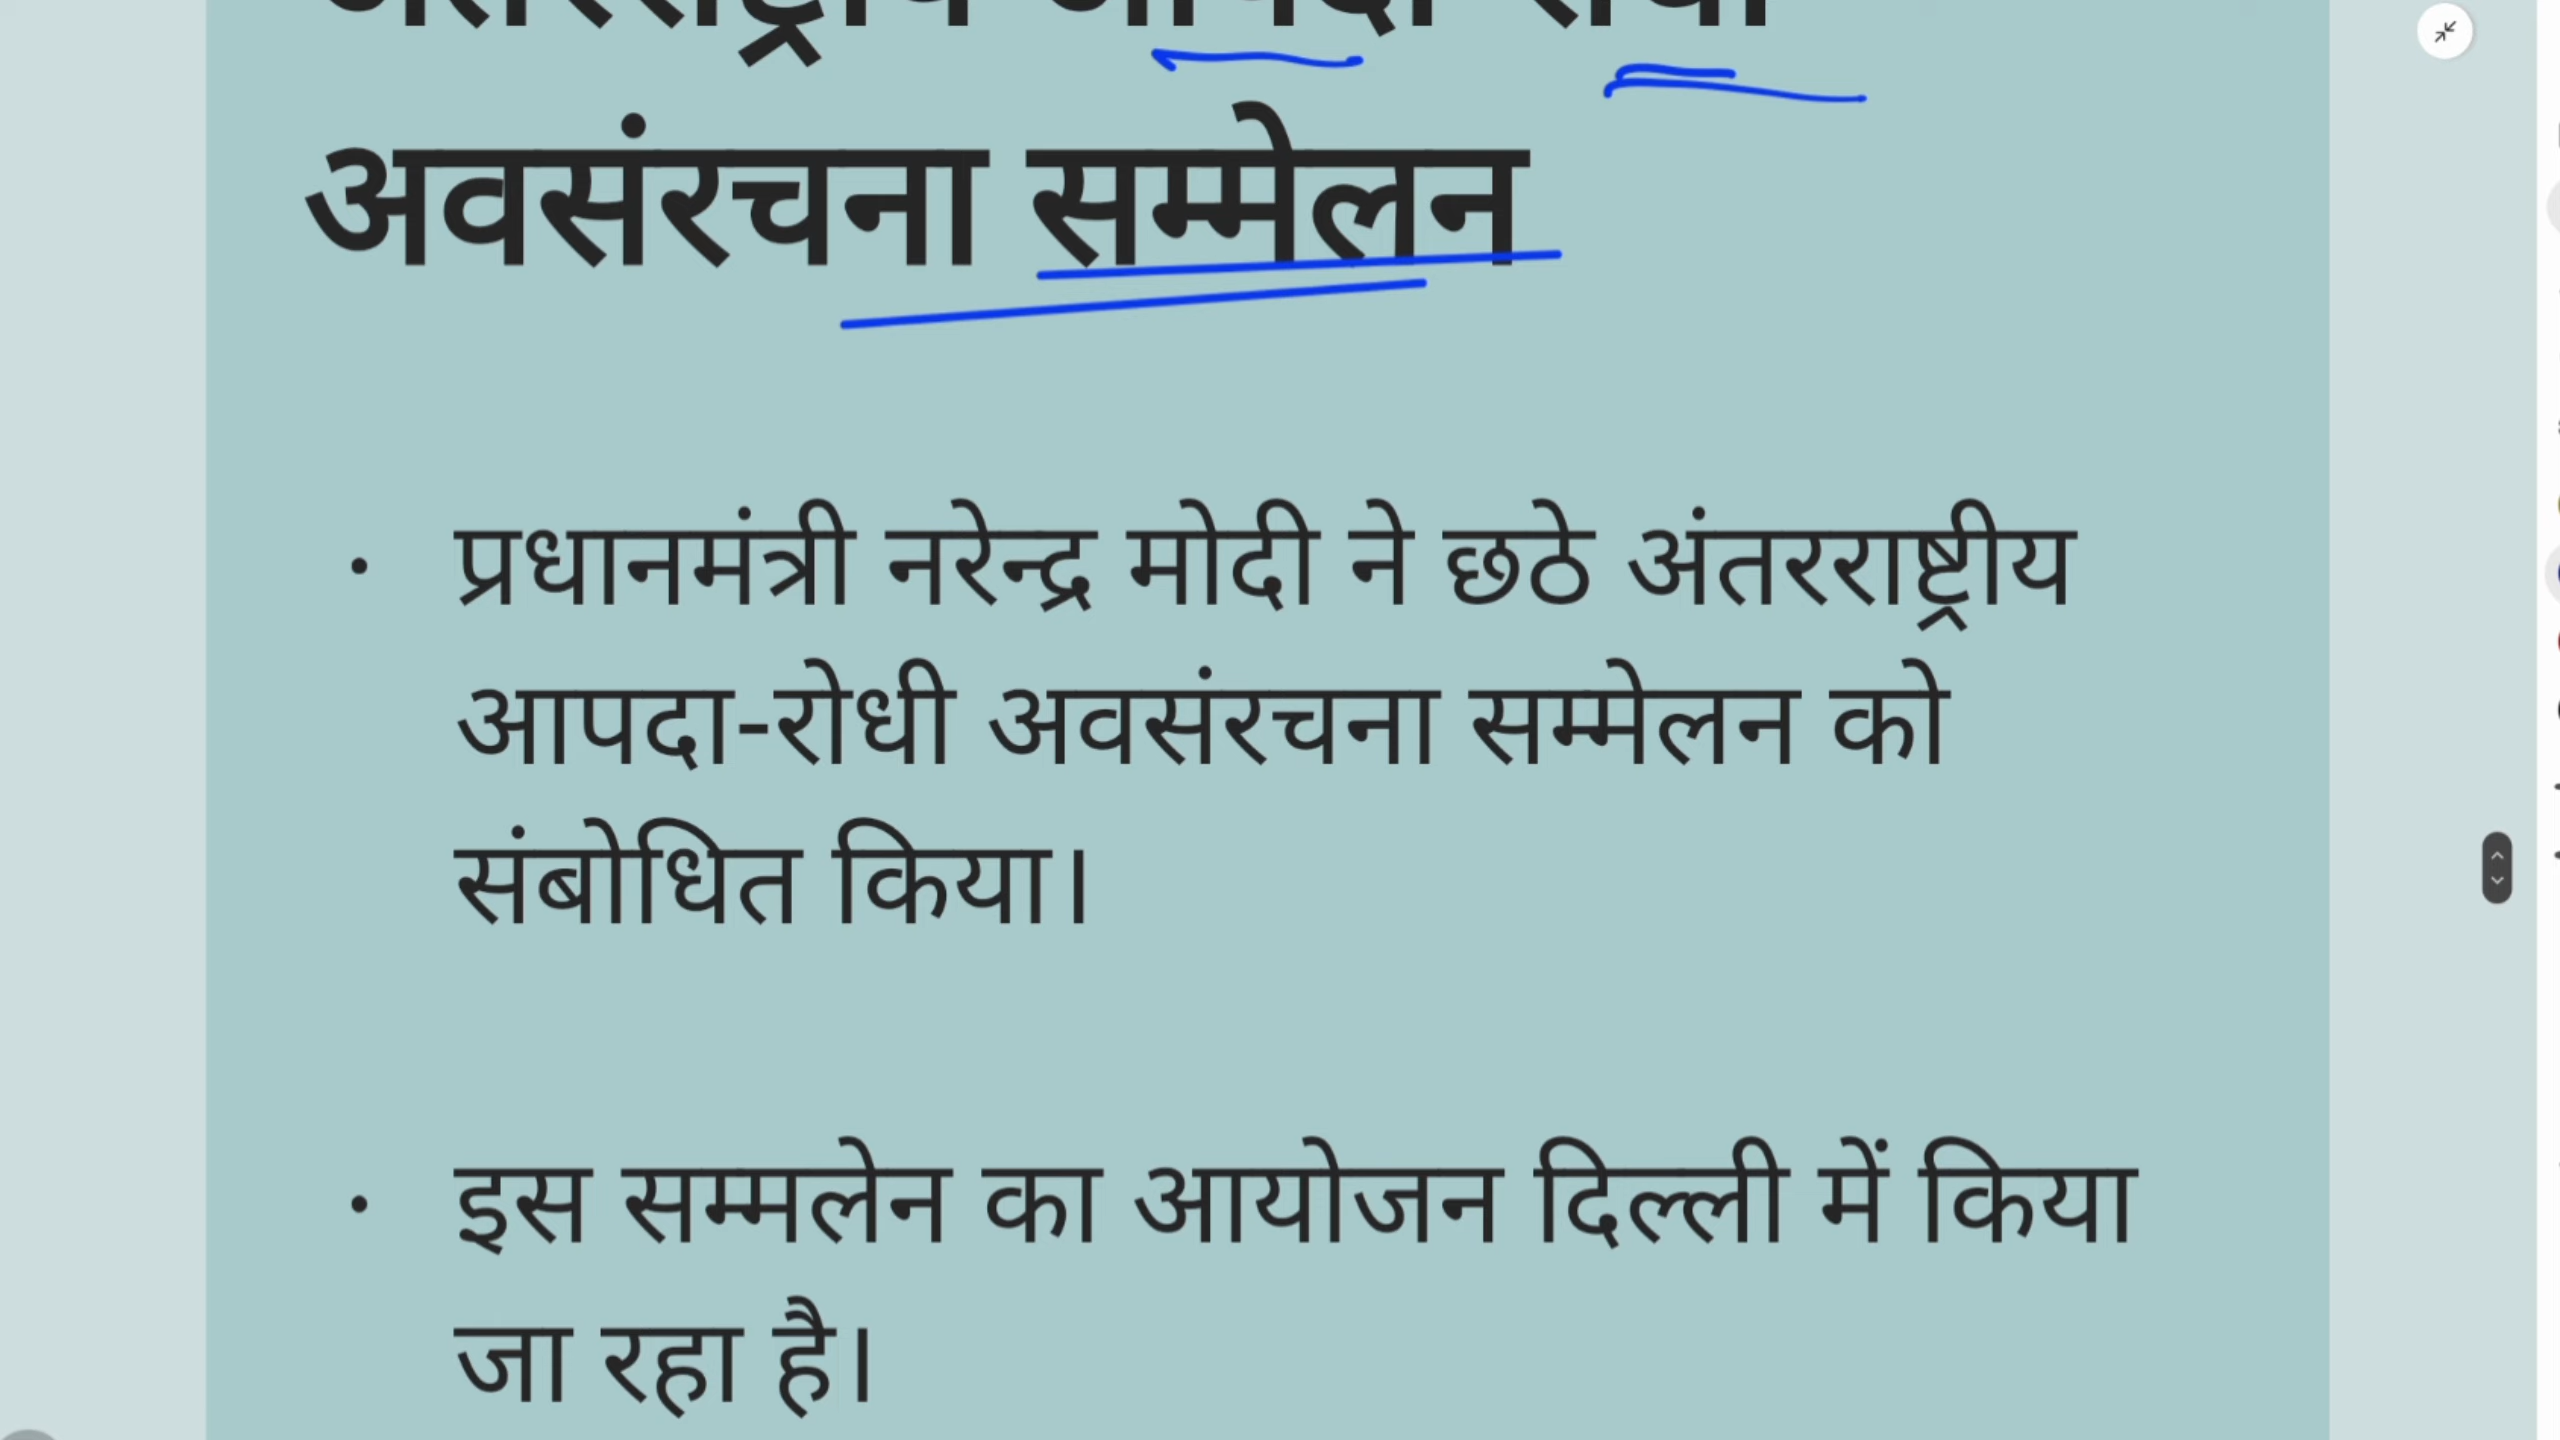 अवसंरचना सम्मेलन
• प्रधानमंत्री नरेन्द्र मोदी ने छठे अंतरराष्ट्रीय
आपदा-रोधी अवसंरचना सम्मेलन को
संबोधित किया।
• इस सम्मलेन का आयोजन दिल्ली में किया
जा रहा है।